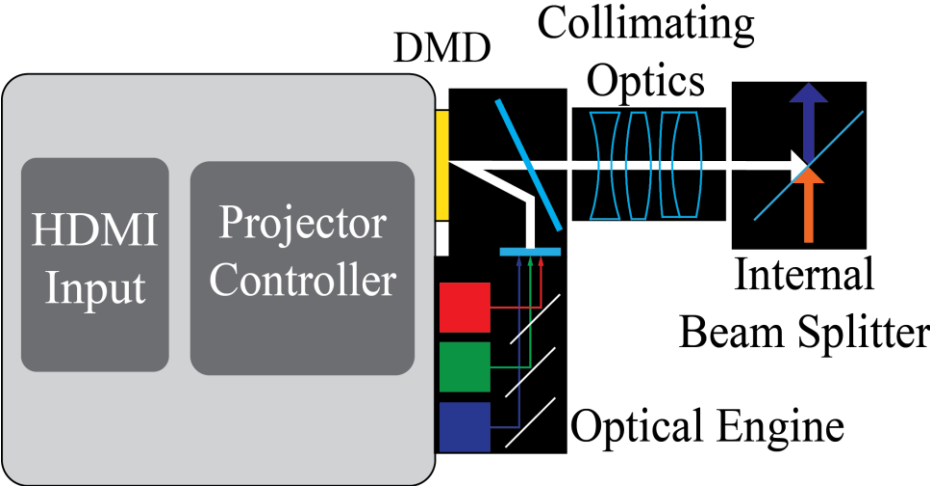 DMD
Collimating
Optics
HDMI
Input
Projector
Controller
Internal
Beam Splitter
Optical Engine